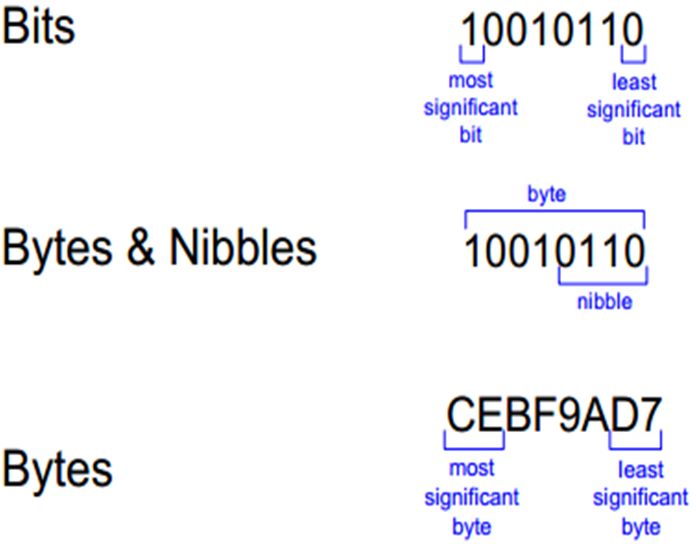 Bits
10010110
most
significant
bit
least
significant
bit
byte
Bytes & Nibbles
10010110
nibble
CEBF9AD7
Bytes
most
significant
byte
least
significant
byte